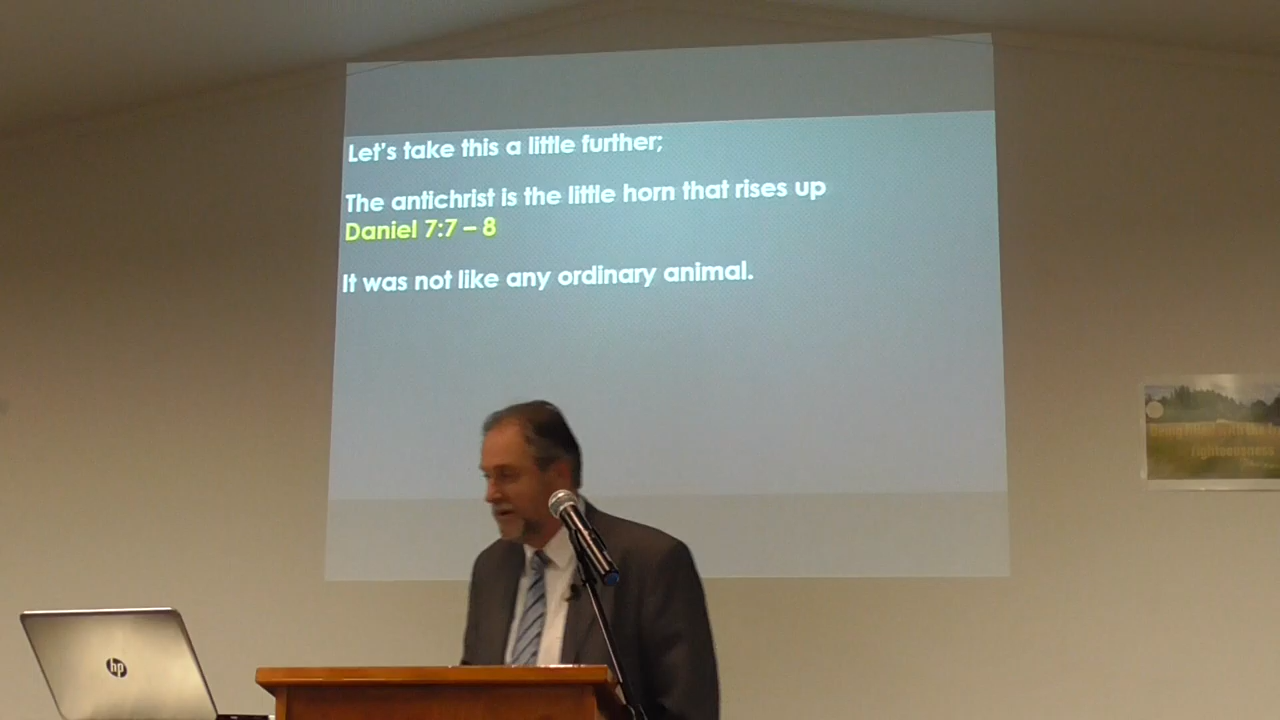 Let's take this a little further;
The antichrist is the little horn that rises up
Daniel 7:7 – 8
It was not like any ordinary animal.
righteousness
hp